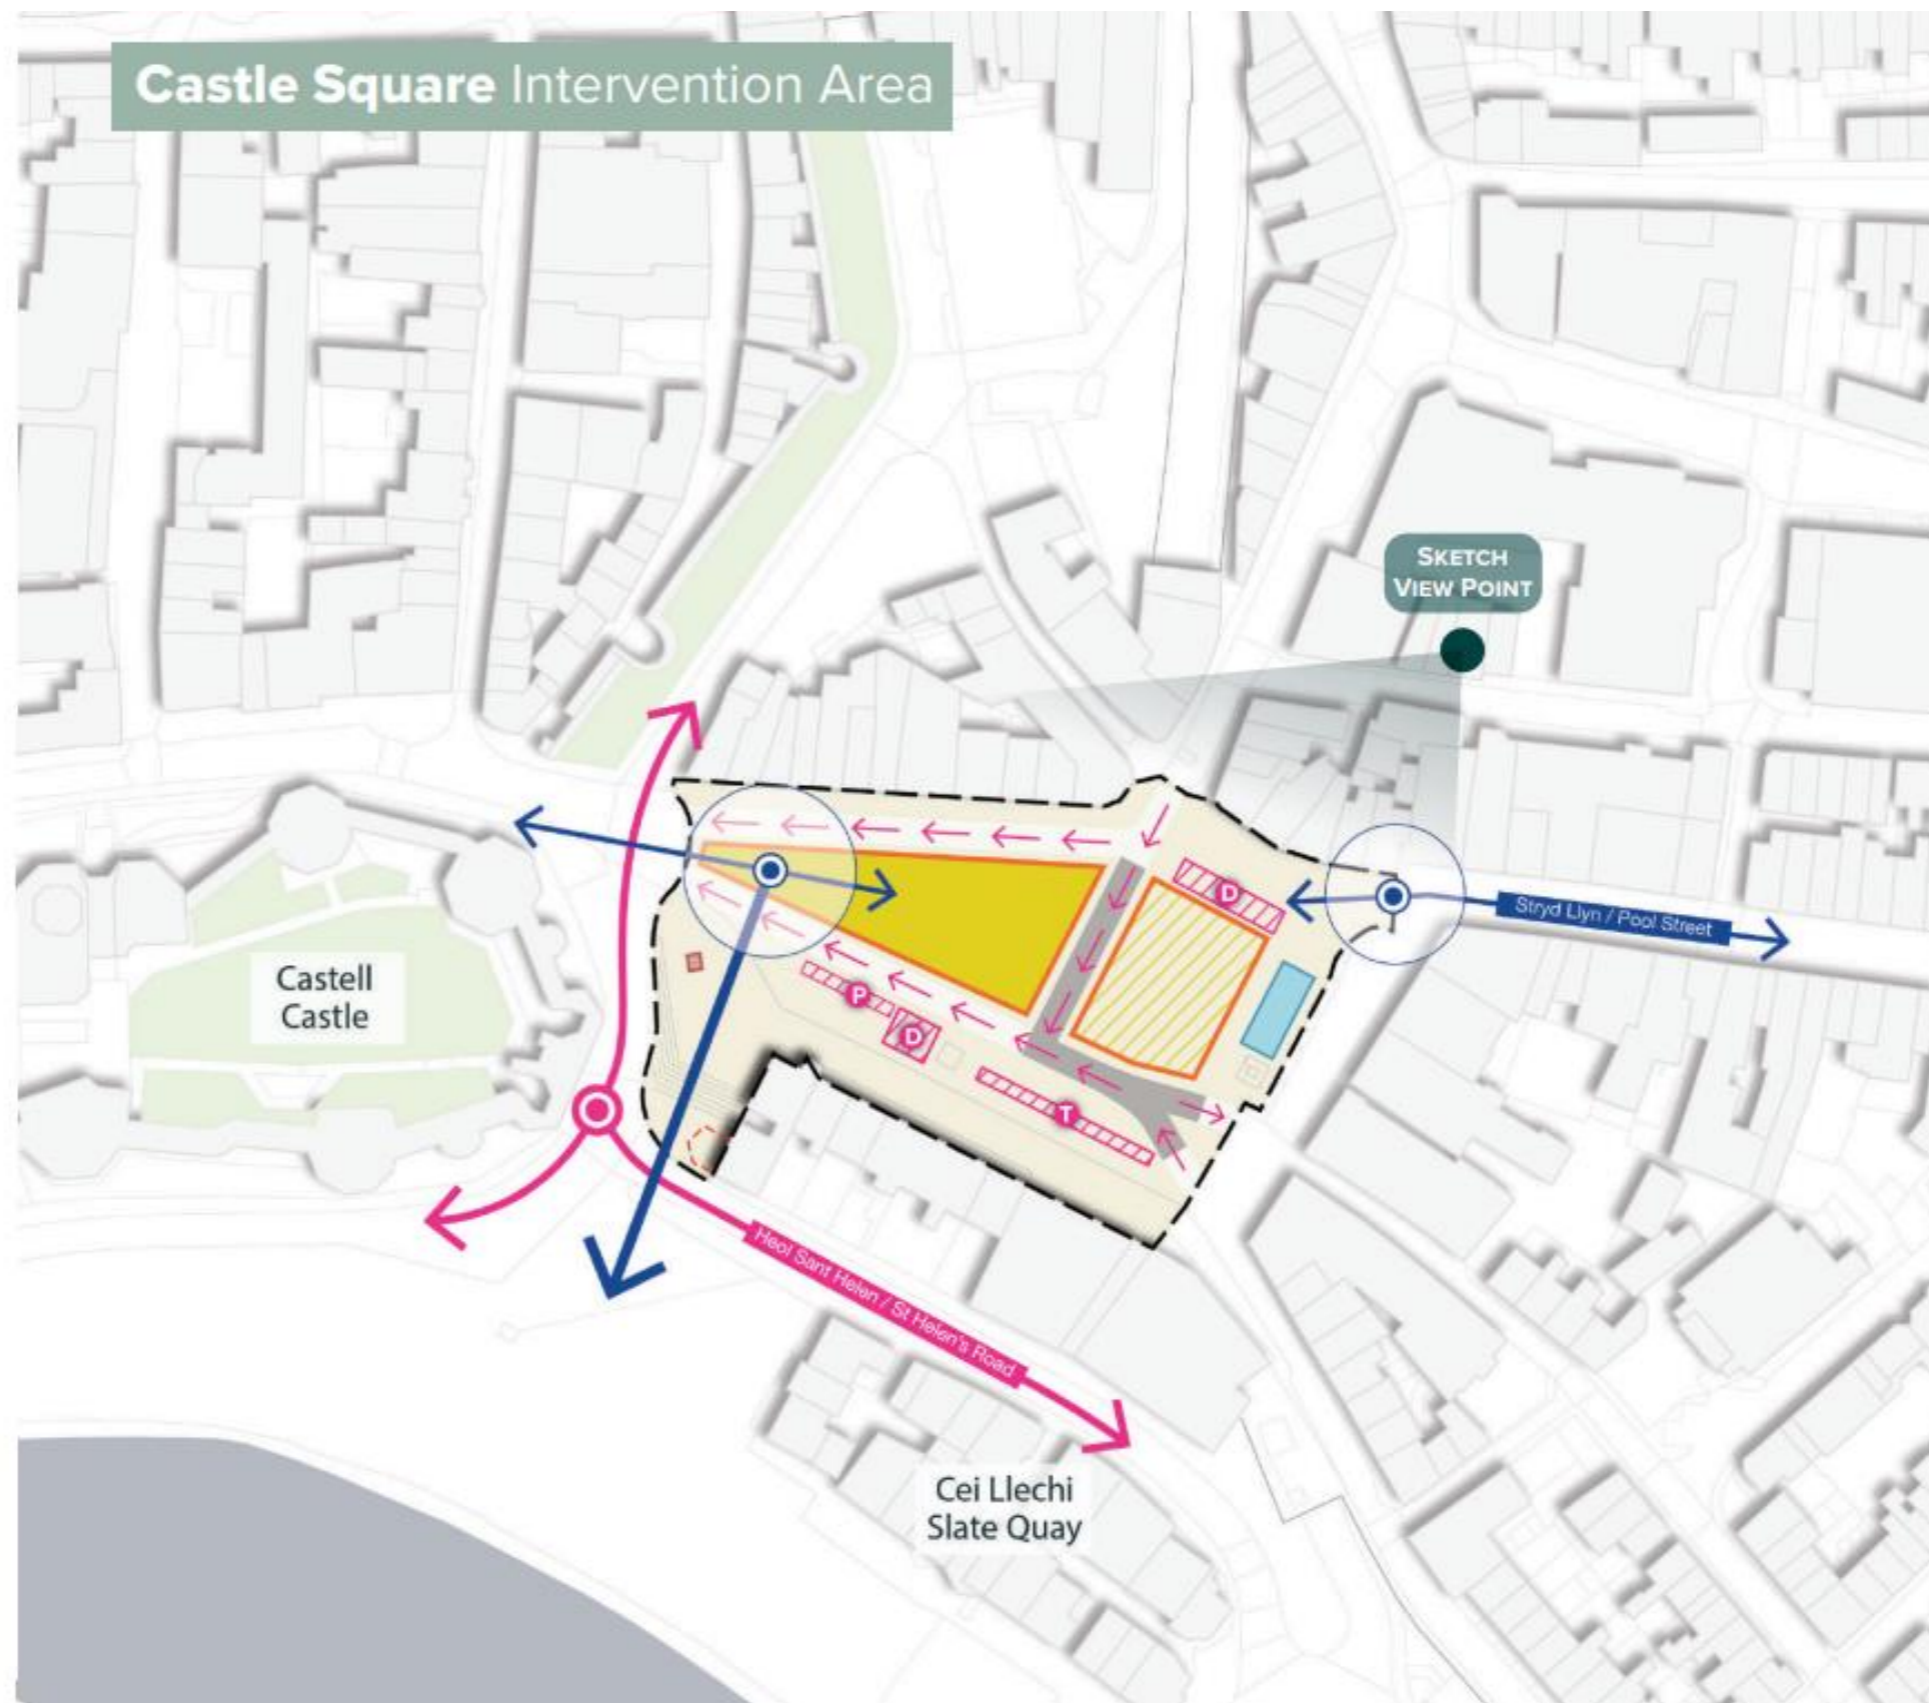 Castle Square Intervention Area
SKETCH
VIEW POINT
D
Stryd Llyn / Pool Street
Castell
Castle
P
D
T
Heol Sant Helen / St Helen's Road
Cei Llechi
Slate Quay